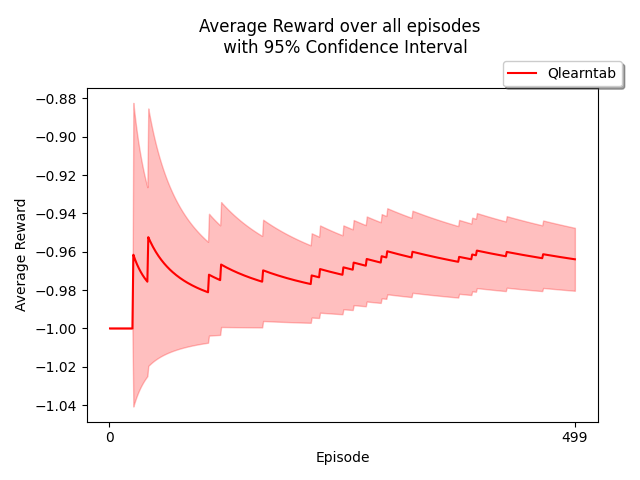 Average Reward over all episodes
with 95% Confidence Interval
Qlearntab
−0.88
−0.90
−0.92
−0.94
−0.96
−0.98
−1.00
−1.02
−1.04
Average Reward
0
499
Episode